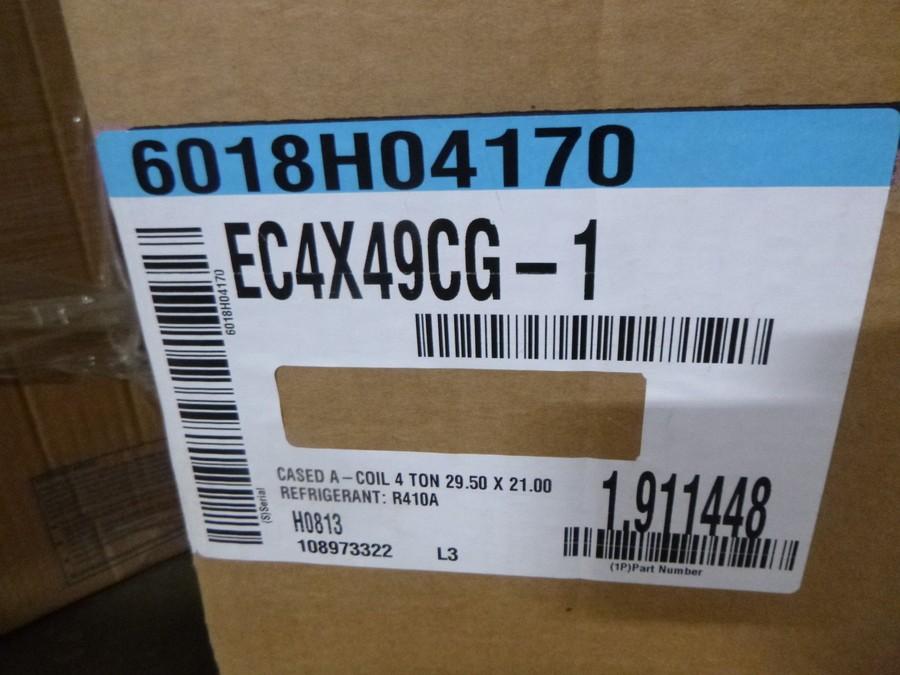 6018H04170
EC4X49CG-1
6018H04170
CASED A-COIL 4 TON 29.50 X 21.00
REFRIGERANT: R410A
1.911448
H0813
108973322 L3
(S)Serial
(1P)Part Number